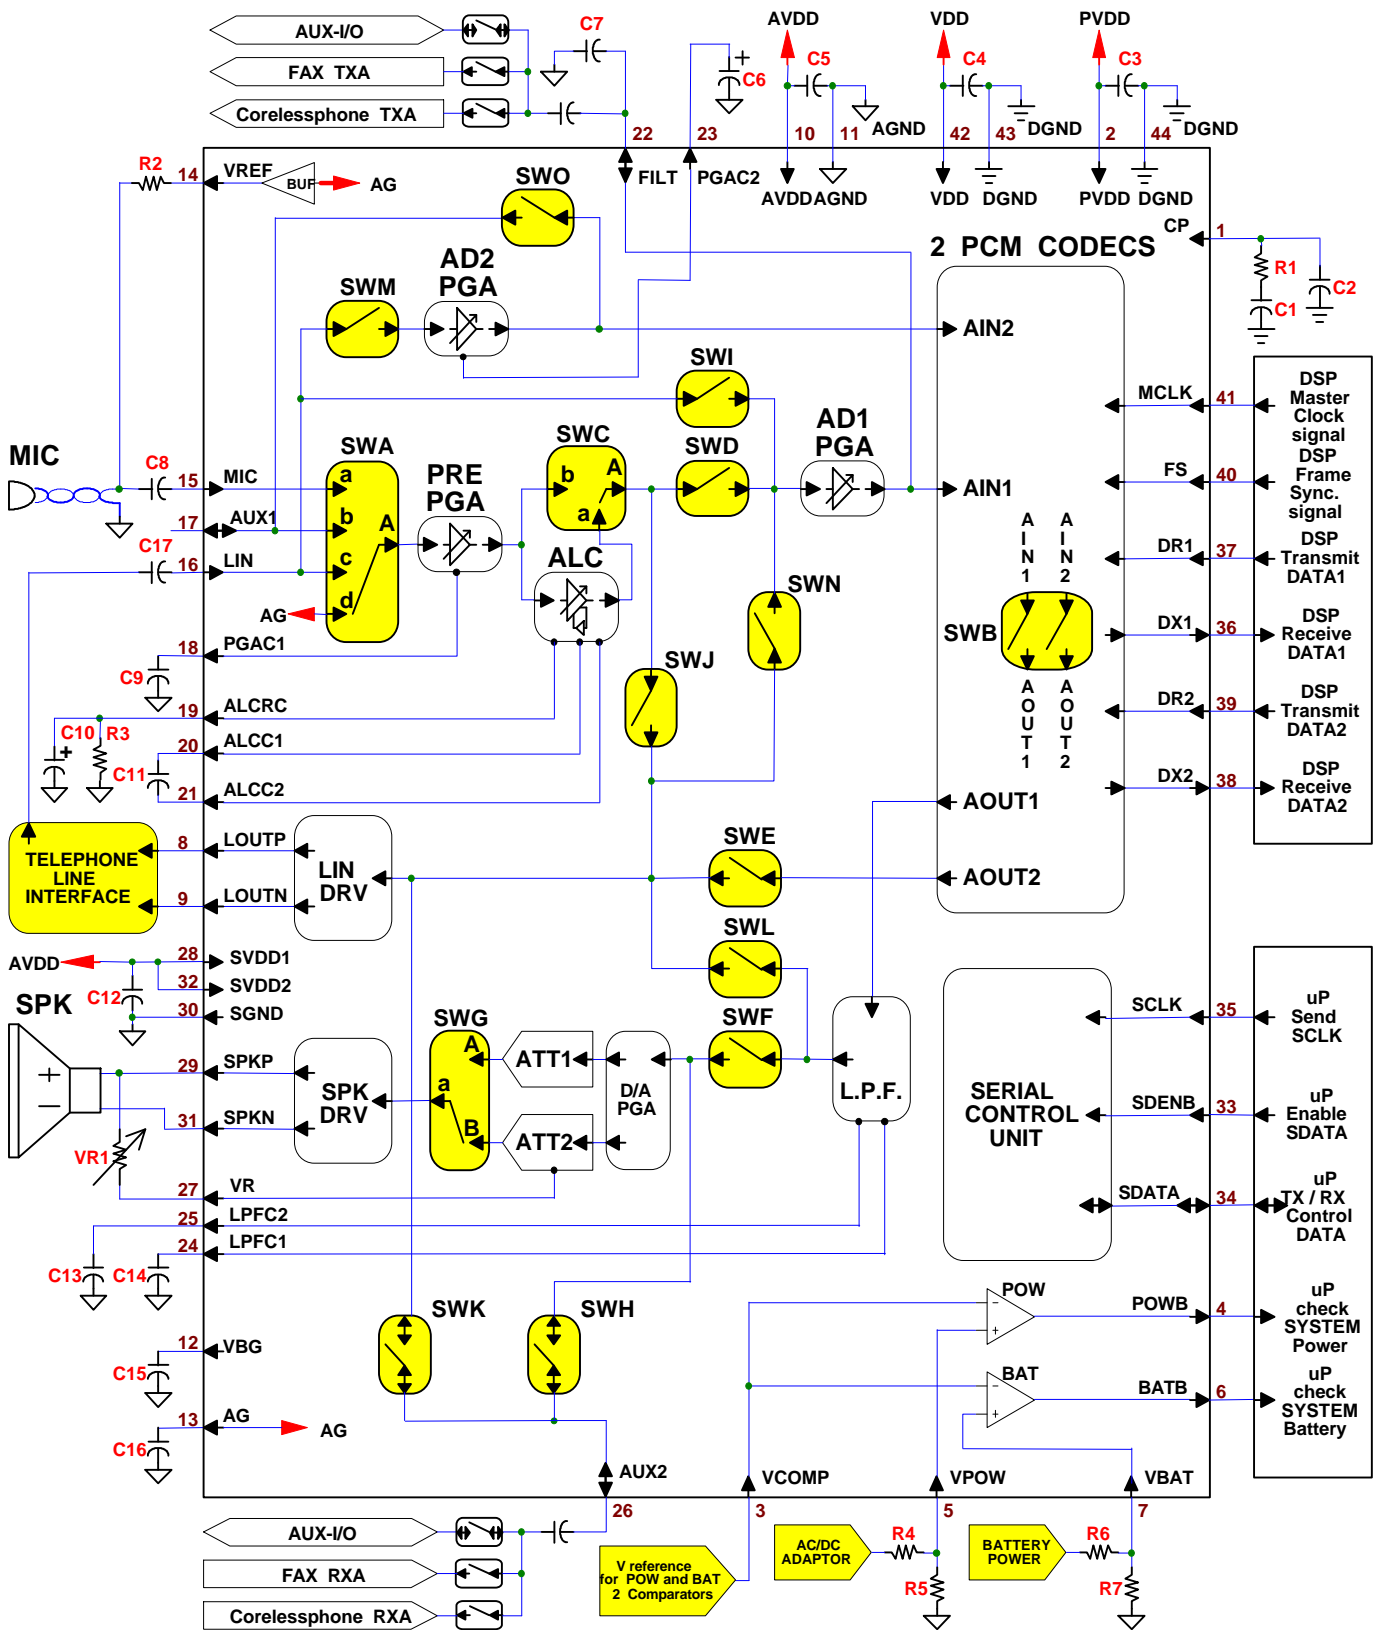 AUX-I/O
FAX TXA
Corelessphone TXA
C7
C6
AVDD
C5
AGND
VDD
C4
DGND
PVDD
C3
DGND
22
23
10
11
42
43
2
44
R2
14
VREF
BUF
AG
SWO
FILT
PGAC2
AVDD
AGND
VDD
DGND
PVDD
DGND
CP
1
R1
C1
C2
2 PCM CODECS
SWM
AD2
PGA
AIN2
SWI
MCLK
41
DSP
Master
Clock
signal
MIC
C8
15
MIC
SWA
a
b
c
d
A
PRE
PGA
SWC
b
A
a
SWD
AD1
PGA
AIN1
FS
40
DSP
Frame
Sync.
signal
17
AUX1
C17
16
LIN
AG
ALC
SWN
A
I
N
1
A
I
N
2
SWB
A
O
U
T
1
A
O
U
T
2
DR1
37
DSP
Transmit
DATA1
DX1
36
DSP
Receive
DATA1
DR2
39
DSP
Transmit
DATA2
DX2
38
DSP
Receive
DATA2
18
PGAC1
C9
SWJ
19
ALCRC
C10
+
R3
20
ALCC1
C11
21
ALCC2
AOUT1
AOUT2
TELEPHONE
LINE
INTERFACE
8
LOUTP
9
LOUTN
LIN
DRV
SWE
SWL
AVDD
28
SVDD1
32
SVDD2
C12
30
SGND
SPK
29
SPKP
31
SPKN
VR1
27
VR
SPK
DRV
SWG
A
a
B
ATT1
ATT2
D/A
PGA
SWF
L.P.F.
SERIAL
CONTROL
UNIT
SCLK
35
uP
Send
SCLK
SDENB
33
uP
Enable
SDATA
SDATA
34
uP
TX / RX
Control
DATA
25
LPFC2
24
LPFC1
C13
C14
SWK
SWH
12
VBG
C15
13
AG
AG
C16
POW
−
+
POWB
4
uP
check
SYSTEM
Power
BAT
−
+
BATB
6
uP
check
SYSTEM
Battery
AUX2
26
VCOMP
3
VPOW
5
VBAT
7
AUX-I/O
FAX RXA
Corelessphone RXA
V reference
for POW and BAT
2 Comparators
AC/DC
ADAPTOR
R4
R5
BATTERY
POWER
R6
R7